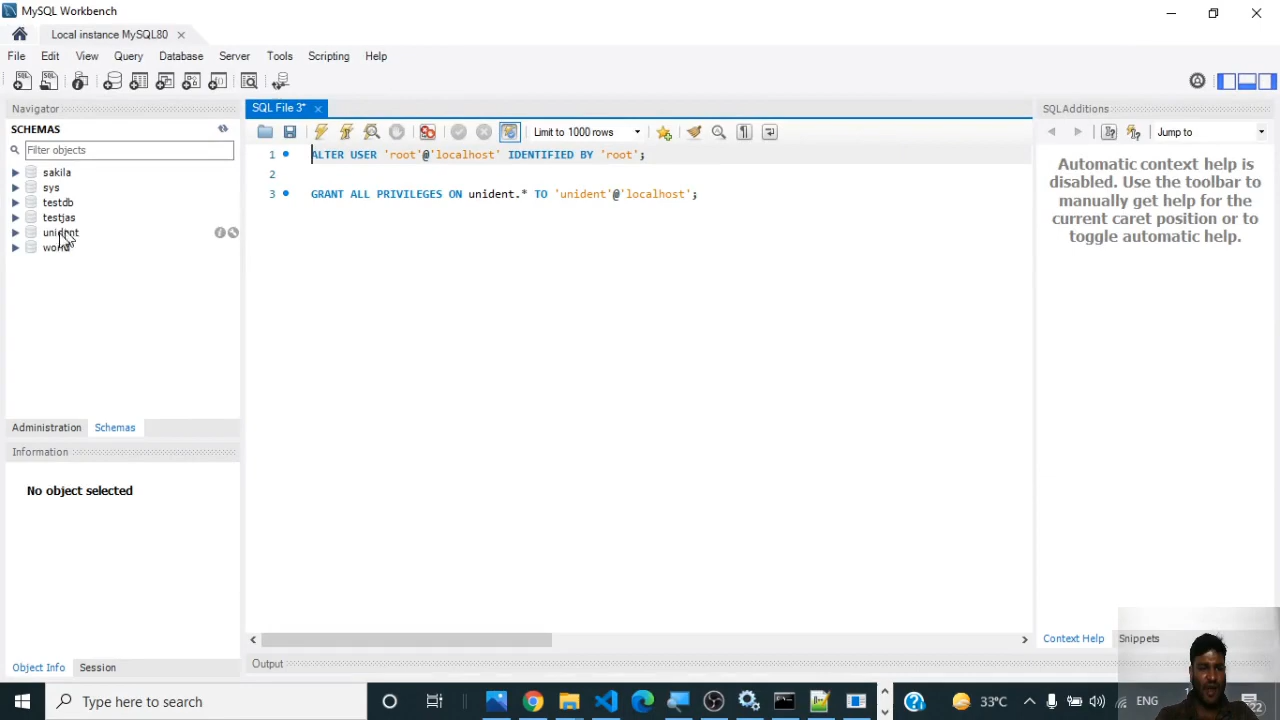 MySQL Workbench
Local instance MySQL80
File Edit View Query Database Server Tools Scripting Help
Navigator
SCHEMAS
Filter objects
sakila
sys
testdb
testjas
unident
world
Administration Schemas
Information
No object selected
Object Info Session
SQL File 3*
Limit to 1000 rows
1 ALTER USER 'root'@'localhost' IDENTIFIED BY 'root';
2
3 GRANT ALL PRIVILEGES ON unident.* TO 'unident'@'localhost';
Output
SQLAdditions
Jump to
Automatic context help is
disabled. Use the toolbar to
manually get help for the
current caret position or to
toggle automatic help.
Context Help Snippets
Type here to search
33°C
ENG
22